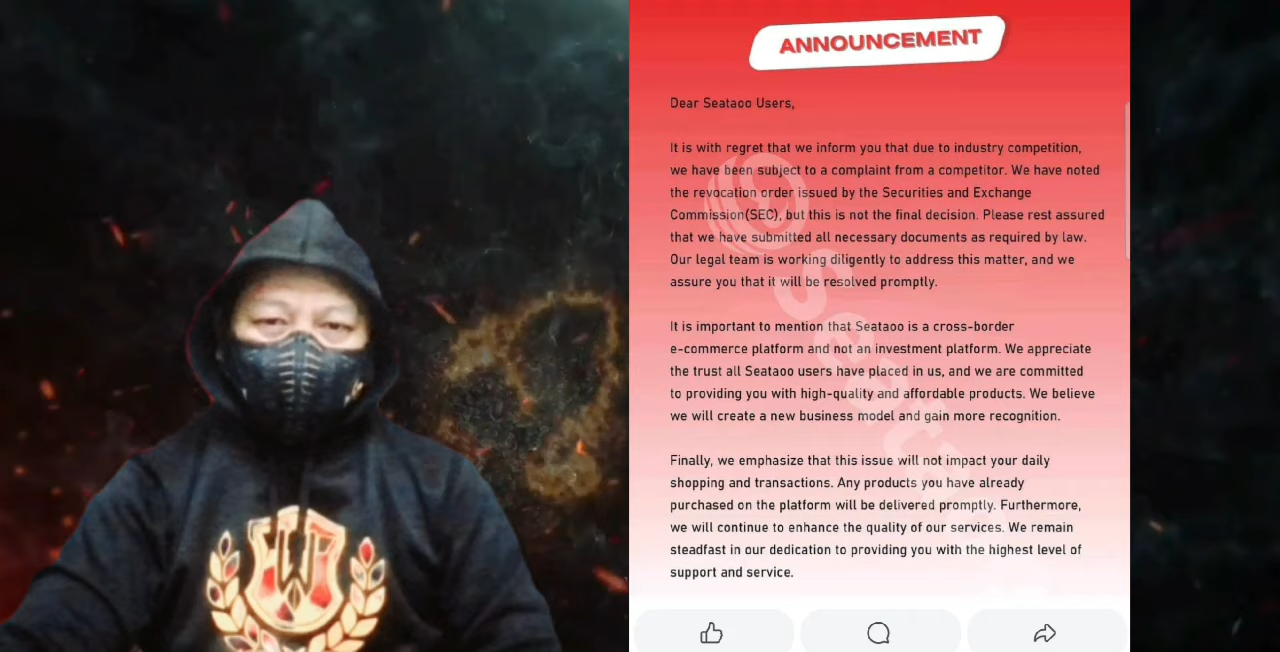 ANNOUNCEMENT
Dear Seataoo Users,
It is with regret that we inform you that due to industry competition,
we have been subject to a complaint from a competitor. We have noted
the revocation order issued by the Securities and Exchange
Commission(SEC), but this is not the final decision. Please rest assured
that we have submitted all necessary documents as required by law.
Our legal team is working diligently to address this matter, and we
assure you that it will be resolved promptly.
It is important to mention that Seataoo is a cross-border
e-commerce platform and not an investment platform. We appreciate
the trust all Seataoo users have placed in us, and we are committed
to providing you with high-quality and affordable products. We believe
we will create a new business model and gain more recognition.
Finally, we emphasize that this issue will not impact your daily
shopping and transactions. Any products you have already
purchased on the platform will be delivered promptly. Furthermore,
we will continue to enhance the quality of our services. We remain
steadfast in our dedication to providing you with the highest level of
support and service.